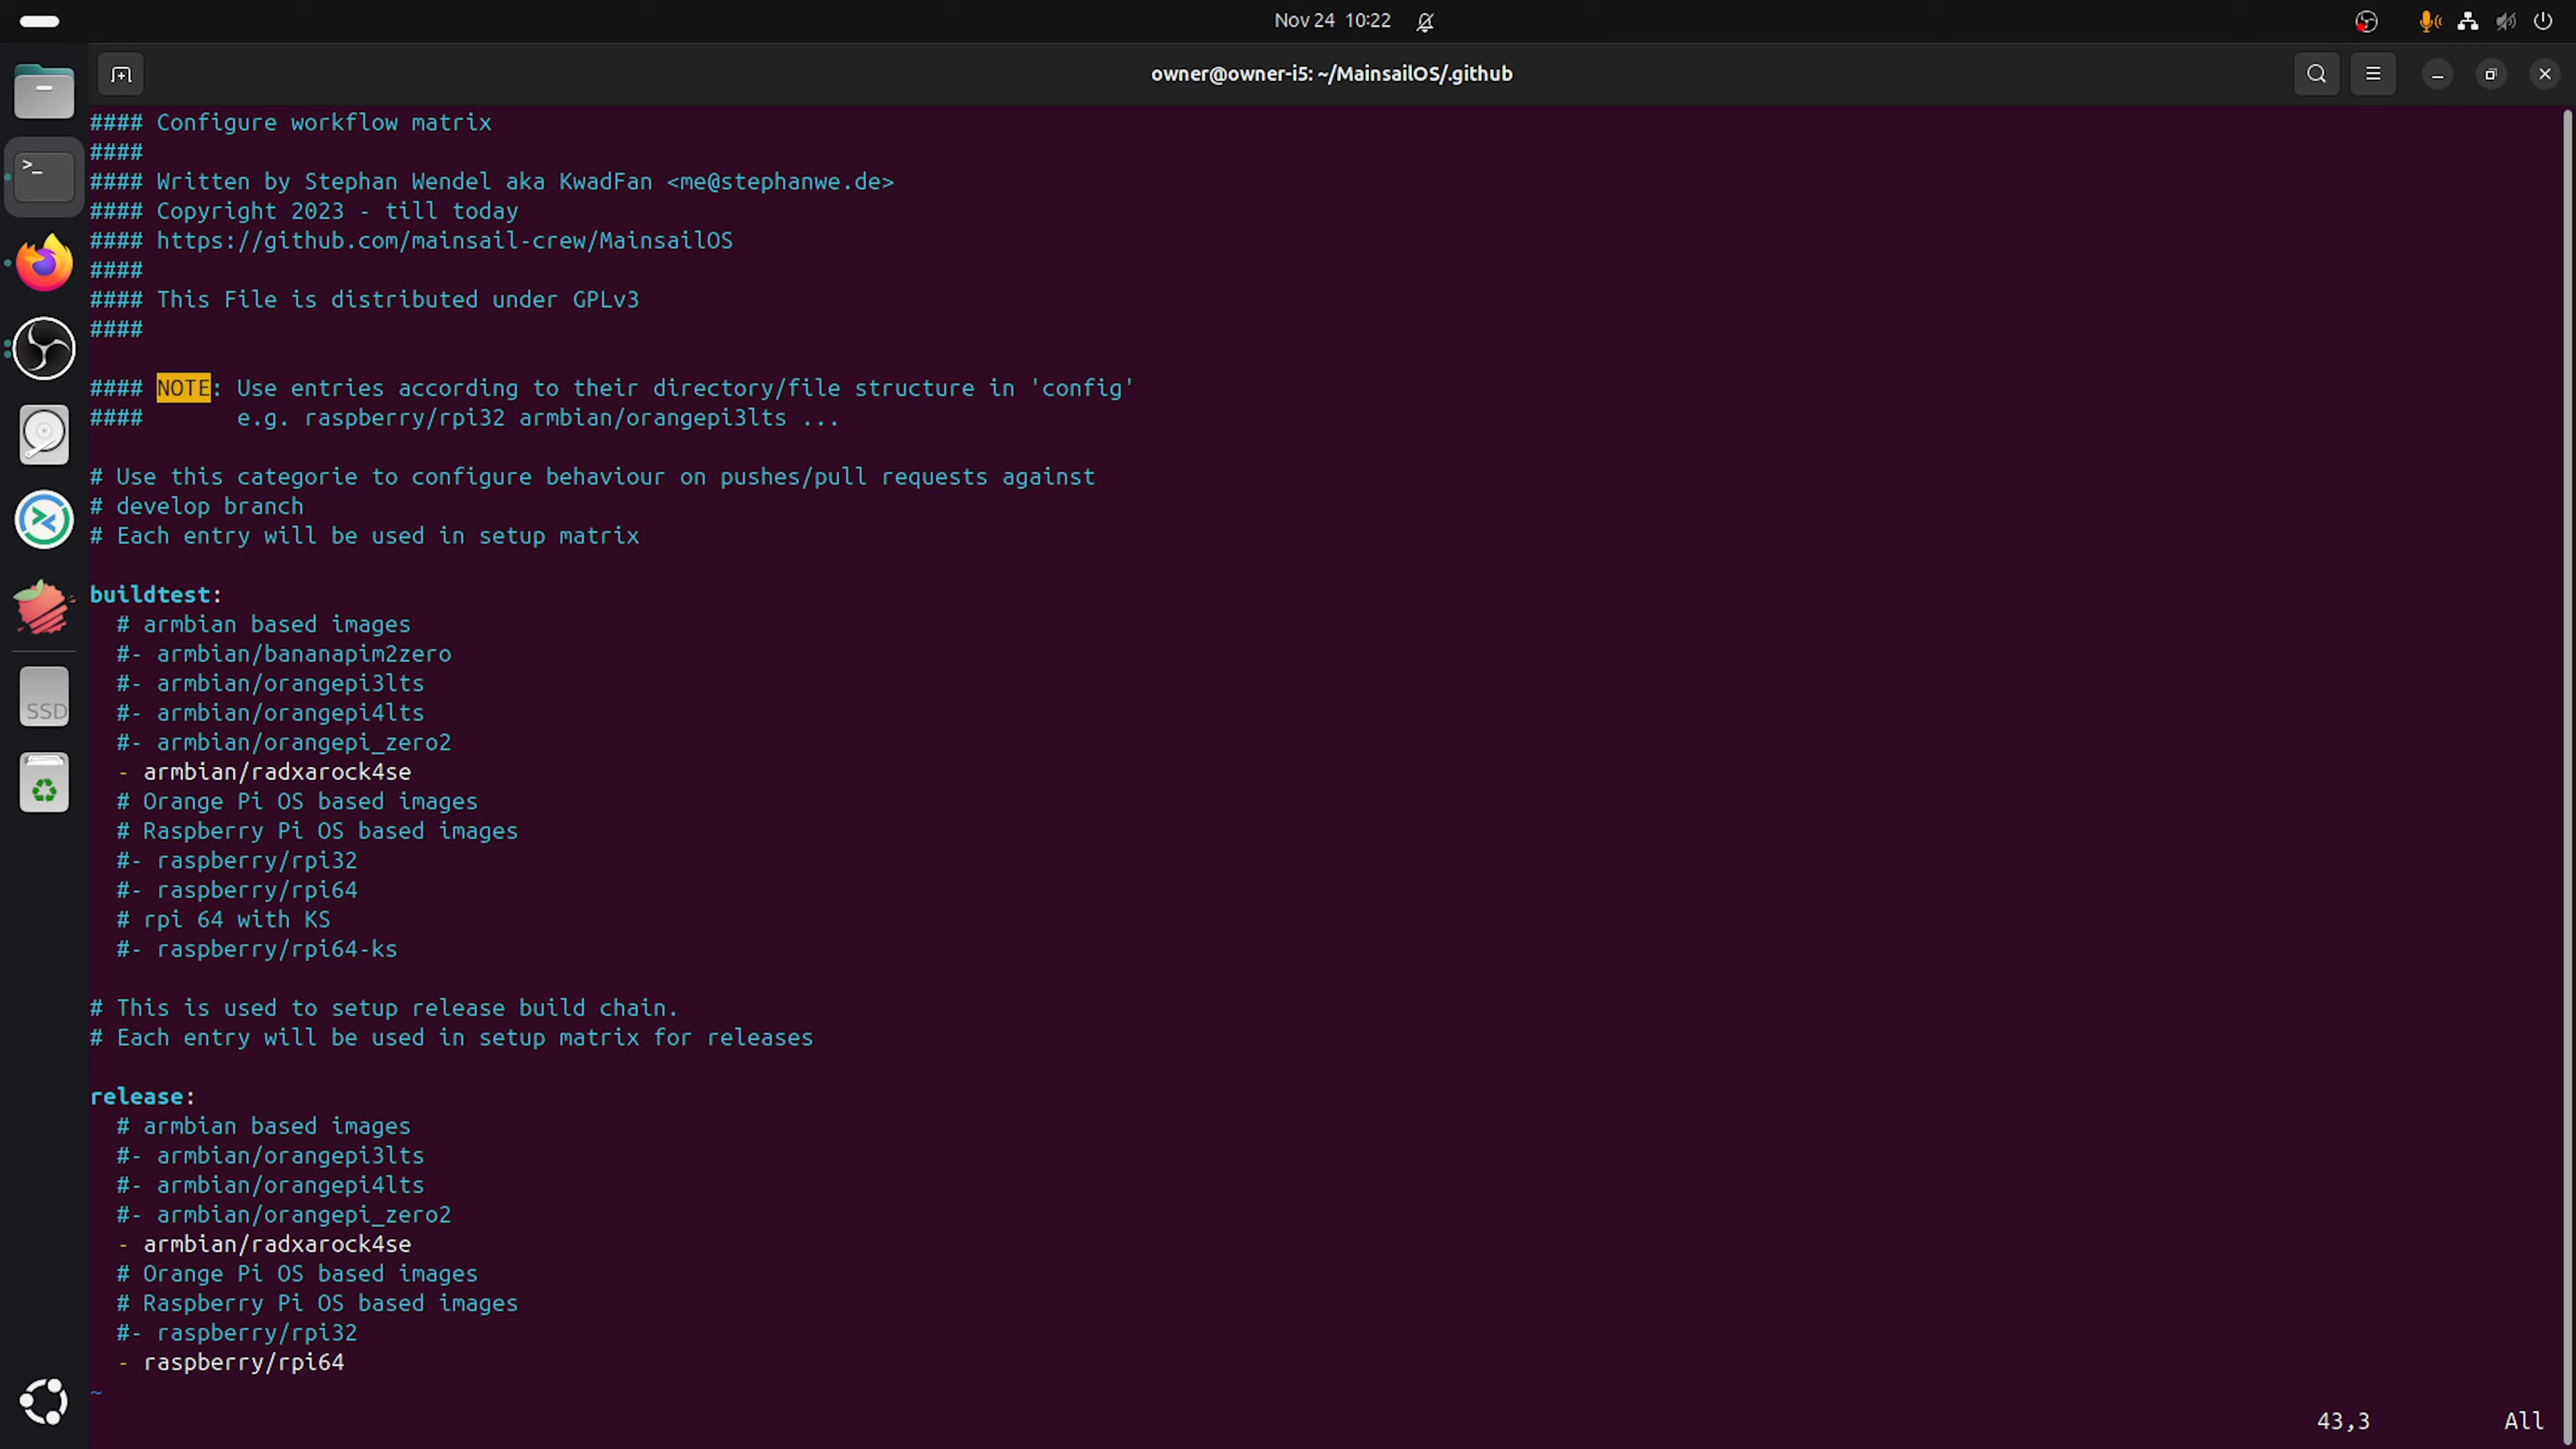 Nov 24 10:22
owner@owner-i5: ~/MainsailOS/.github
#### Configure workflow matrix
####
#### Written by Stephan Wendel aka KwadFan <me@stephanwe.de>
#### Copyright 2023 - till today
#### https://github.com/mainsail-crew/MainsailOS
####
#### This File is distributed under GPLv3
####
#### NOTE: Use entries according to their directory/file structure in 'config'
####       e.g. raspberry/rpi32 armbian/orangepi3lts ...
# Use this categorie to configure behaviour on pushes/pull requests against
# develop branch
# Each entry will be used in setup matrix
buildtest:
  # armbian based images
  #- armbian/bananapim2zero
  #- armbian/orangepi3lts
  #- armbian/orangepi4lts
  #- armbian/orangepi_zero2
  - armbian/radxarock4se
  # Orange Pi OS based images
  # Raspberry Pi OS based images
  #- raspberry/rpi32
  #- raspberry/rpi64
  # rpi 64 with KS
  #- raspberry/rpi64-ks
# This is used to setup release build chain.
# Each entry will be used in setup matrix for releases
release:
  # armbian based images
  #- armbian/orangepi3lts
  #- armbian/orangepi4lts
  #- armbian/orangepi_zero2
  - armbian/radxarock4se
  # Orange Pi OS based images
  # Raspberry Pi OS based images
  #- raspberry/rpi32
  - raspberry/rpi64
~
43,3 All
SSD